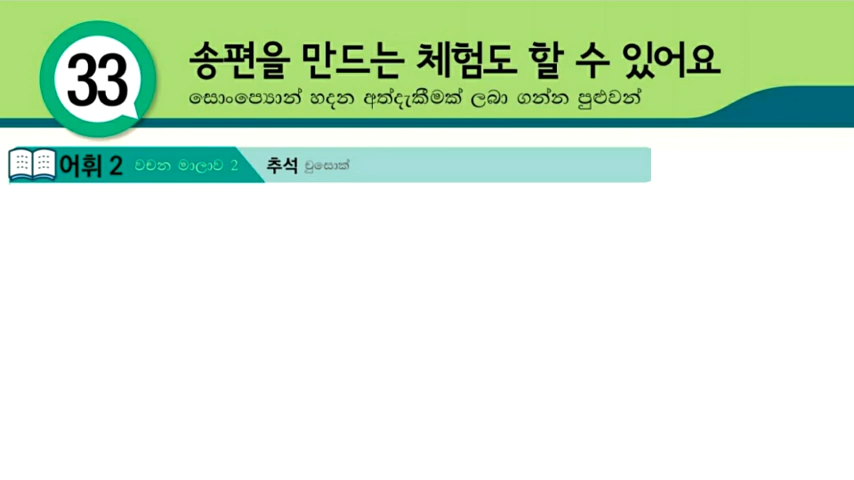 33
송편을 만드는 체험도 할 수 있어요
සොංප්‍යොන් හදන අත්දැකීමක් ලබා ගන්න පුළුවන්
어휘 2 වචන මාලාව 2 추석 චුසොක්